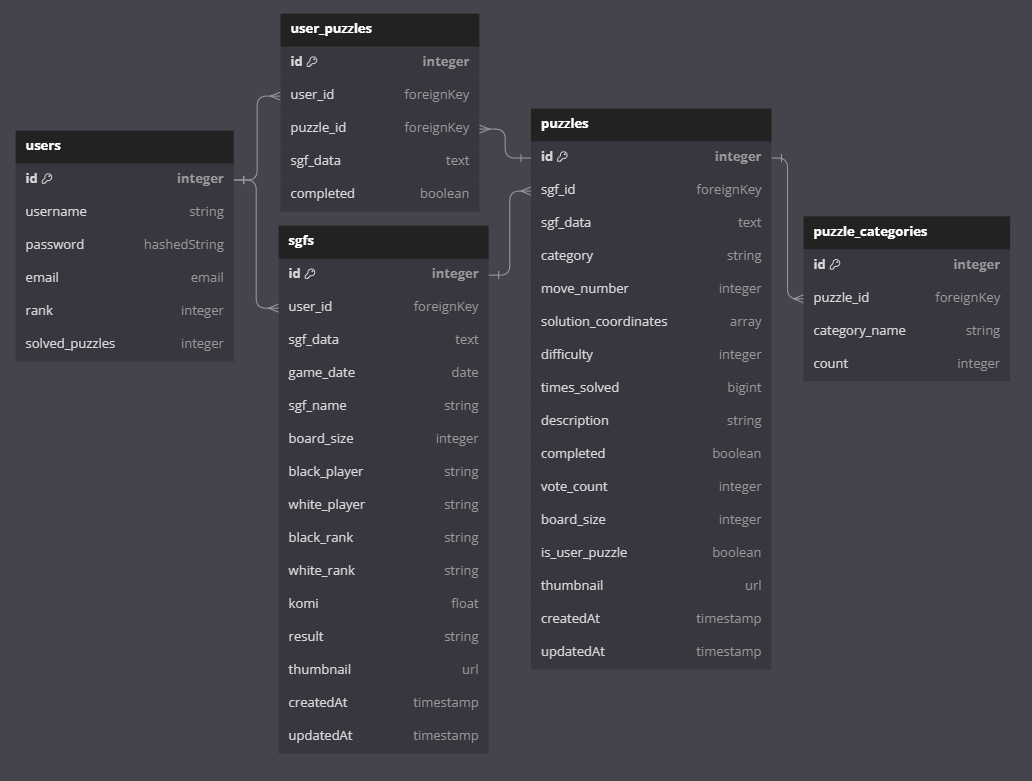 user_puzzles
id integer
user_id foreignKey
puzzle_id foreignKey
sgf_data text
completed boolean
users
id integer
username string
password hashedString
email email
rank integer
solved_puzzles integer
sgfs
id integer
user_id foreignKey
sgf_data text
game_date date
sgf_name string
board_size integer
black_player string
white_player string
black_rank string
white_rank string
komi float
result string
thumbnail url
createdAt timestamp
updatedAt timestamp
puzzles
id integer
sgf_id foreignKey
sgf_data text
category string
move_number integer
solution_coordinates array
difficulty integer
times_solved bigint
description string
completed boolean
vote_count integer
board_size integer
is_user_puzzle boolean
thumbnail url
createdAt timestamp
updatedAt timestamp
puzzle_categories
id integer
puzzle_id foreignKey
category_name string
count integer